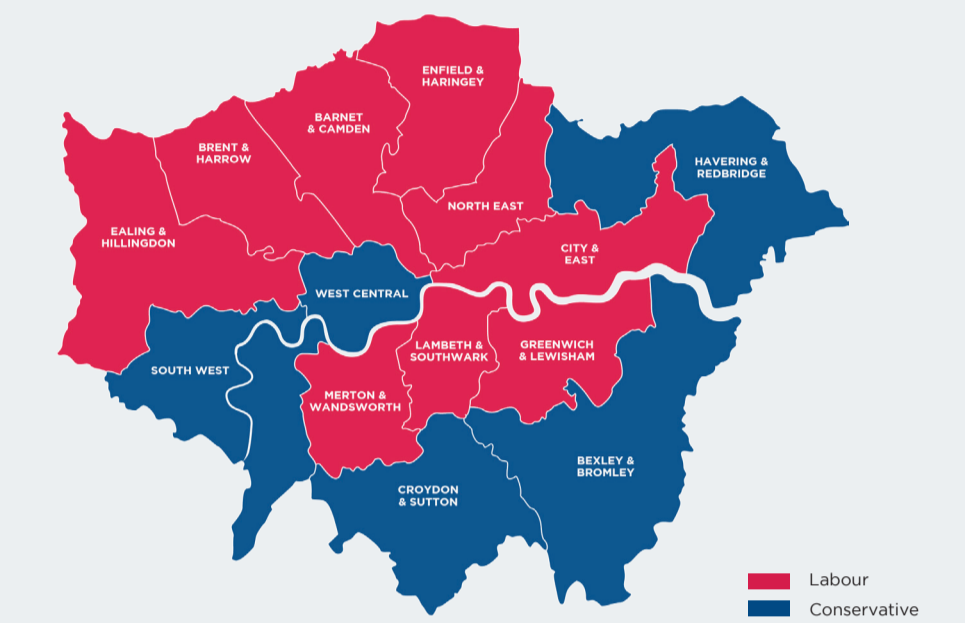 ENFIELD &
HARINGEY
BARNET
& CAMDEN
BRENT &
HARROW
HAVERING &
REDBRIDGE
NORTH EAST
EALING &
HILLINGDON
CITY &
EAST
WEST CENTRAL
LAMBETH &
SOUTHWARK
GREENWICH
& LEWISHAM
SOUTH WEST
MERTON &
WANDSWORTH
BEXLEY &
BROMLEY
CROYDON
& SUTTON
Labour
Conservative